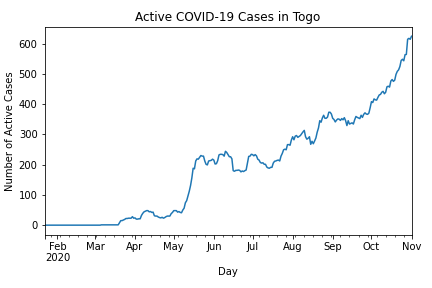 Active COVID-19 Cases in Togo
Number of Active Cases
600
500
400
300
200
100
0
Feb Mar Apr May Jun Jul Aug Sep Oct Nov
2020
Day